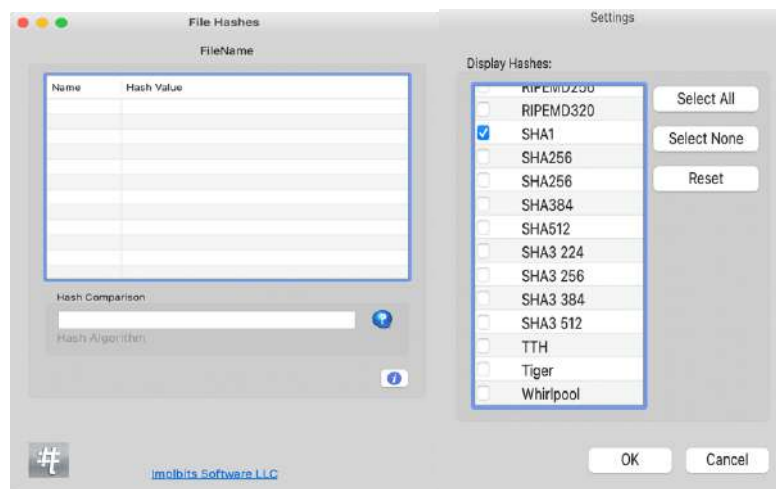 File Hashes
FileName
Name Hash Value
Hash Comparison
Hash Algorithm
Implbits Software LLC
Settings
Display Hashes:
RIPEMD256
RIPEMD320
SHA1
SHA256
SHA256
SHA384
SHA512
SHA3 224
SHA3 256
SHA3 384
SHA3 512
TTH
Tiger
Whirlpool
Select All
Select None
Reset
OK
Cancel